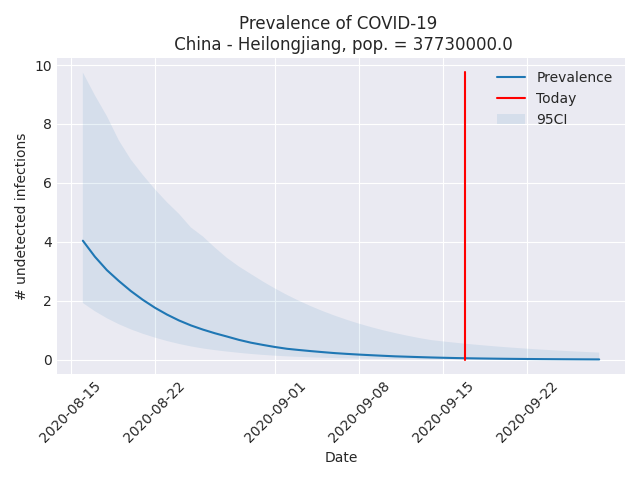 Prevalence of COVID-19
China - Heilongjiang, pop. = 37730000.0
# undetected infections
10
8
6
4
2
0
Prevalence
Today
95CI
2020-08-15
2020-08-22
2020-09-01
2020-09-08
2020-09-15
2020-09-22
Date